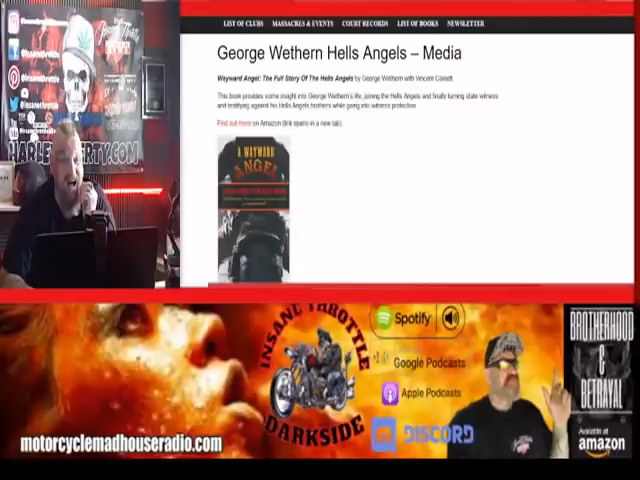 LIST OF CLUBS MASSACRES & EVENTS COURT RECORDS LIST OF BOOKS NEWSLETTER
George Wethern Hells Angels – Media
Wayward Angel: The Full Story Of The Hells Angels by George Wethern with Vincent Colnett
This book provides some insight into George Wethern's life, joining the Hells Angels and finally turning state witness
and testifying against his Hells Angels brothers while going into witness protection
Find out more on Amazon (link opens in a new tab)
A WAYWARD
ANGEL
INSANE THROTTLE
DARKSIDE
Spotify
Google Podcasts
Apple Podcasts
DISCORD
BROTHERHOOD
&
BETRAYAL
Available at
amazon
motorcyclemadhouseradio.com